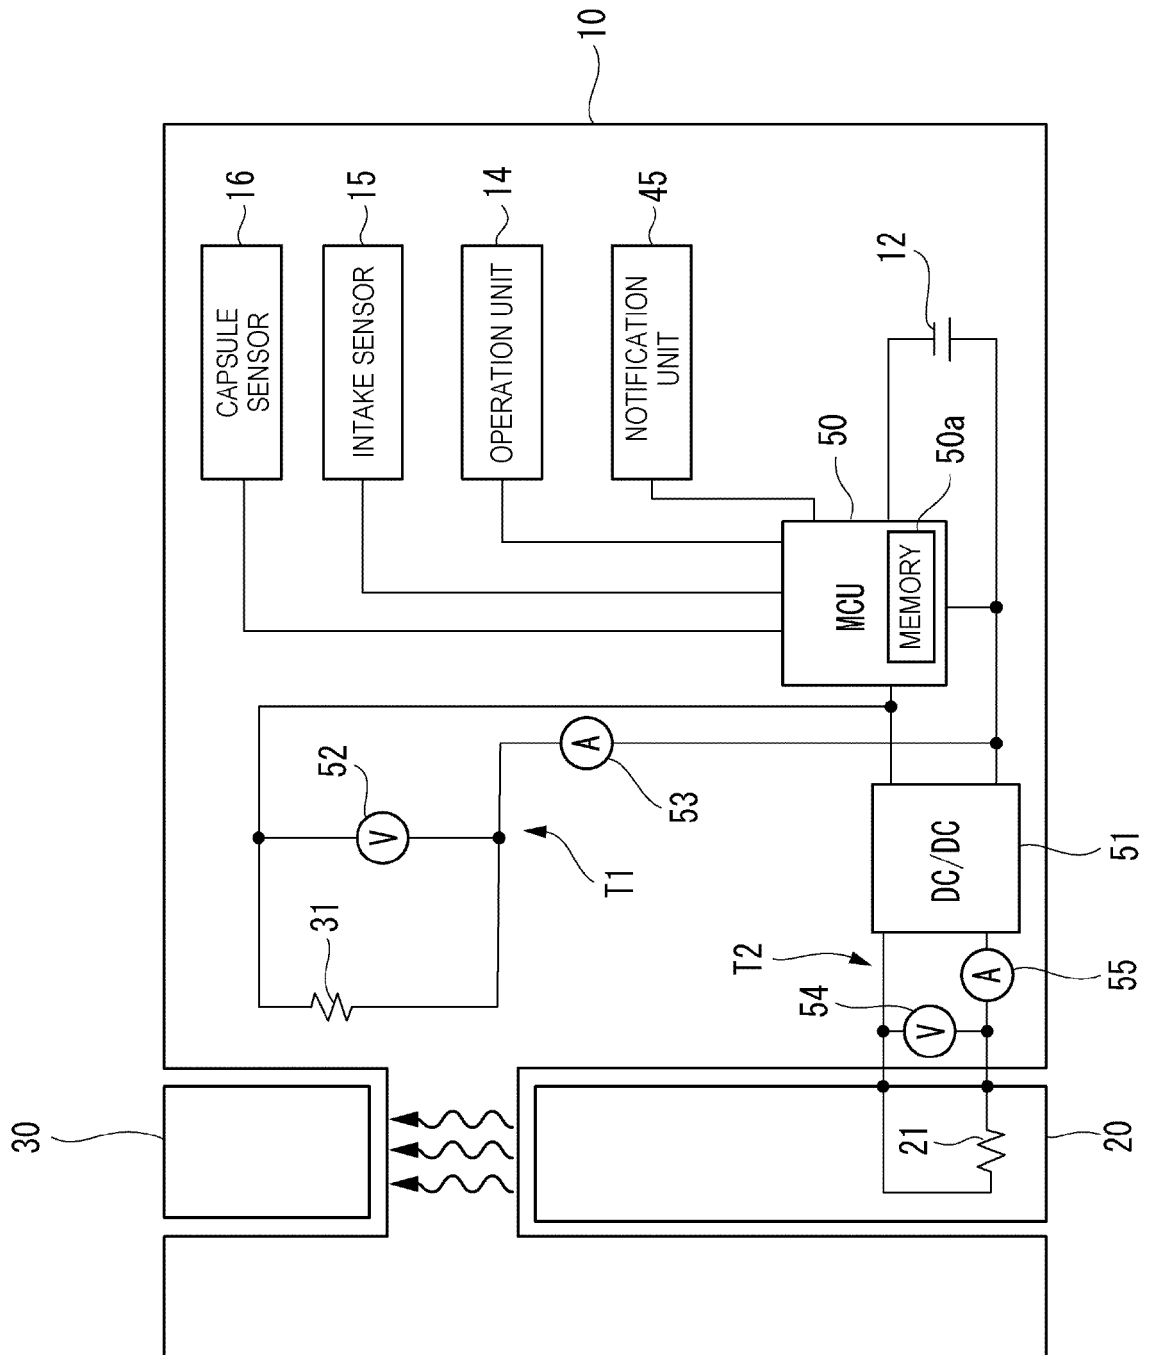 10
16
CAPSULE
SENSOR
15
INTAKE SENSOR
14
OPERATION UNIT
45
NOTIFICATION
UNIT
12
50
MCU
50a
MEMORY
52
V
A
53
T1
31
DC/DC
51
T2
54
V
A
55
30
21
20